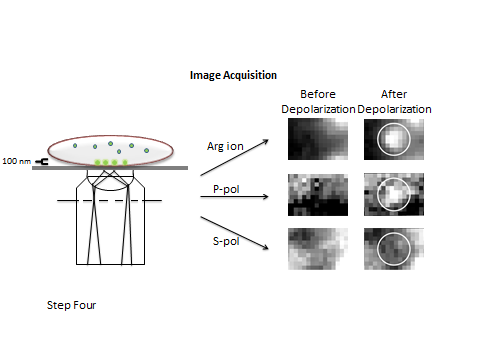 Image Acquisition
Before After
Depolarization Depolarization
Arg ion
100 nm
P-pol
S-pol
Step Four